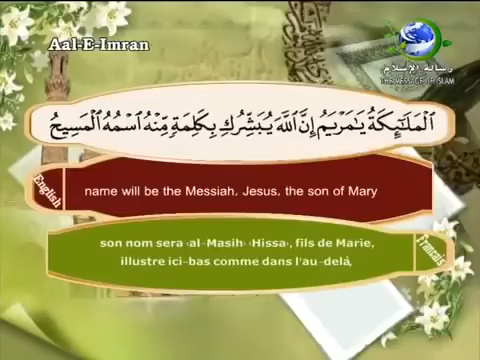 Aal-E-Imran
رسالة الإسلام
THE MESSAGE OF ISLAM
ٱلْمَلَـٰٓئِكَةُ يَـٰمَرْيَمُ إِنَّ ٱللَّهَ يُبَشِّرُكِ بِكَلِمَةٍ مِّنْهُ ٱسْمُهُ ٱلْمَسِيحُ
English
name will be the Messiah, Jesus, the son of Mary
son nom sera ‹al-Masih› ‹Hissa›, fils de Marie,
illustre ici-bas comme dans l'au-delà,
Francais